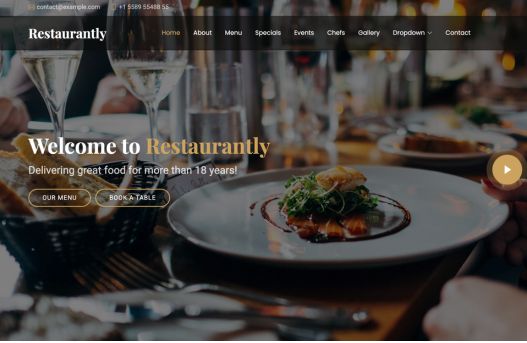 contact@example.com +1 5589 55488 55
Restaurantly Home About Menu Specials Events Chefs Gallery Dropdown Contact
Welcome to Restaurantly
Delivering great food for more than 18 years!
OUR MENU BOOK A TABLE